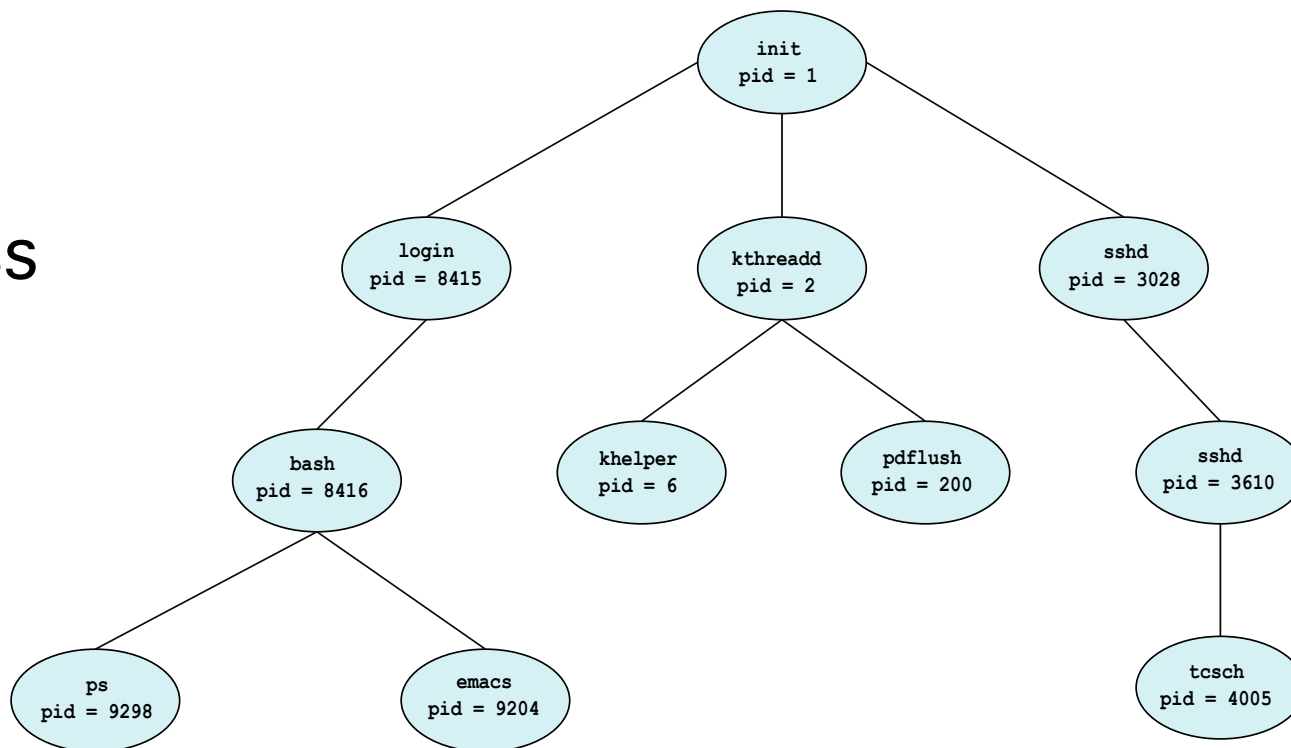 init
pid = 1
login
pid = 8415
kthreadd
pid = 2
sshd
pid = 3028
bash
pid = 8416
khelper
pid = 6
pdflush
pid = 200
sshd
pid = 3610
ps
pid = 9298
emacs
pid = 9204
tcsch
pid = 4005